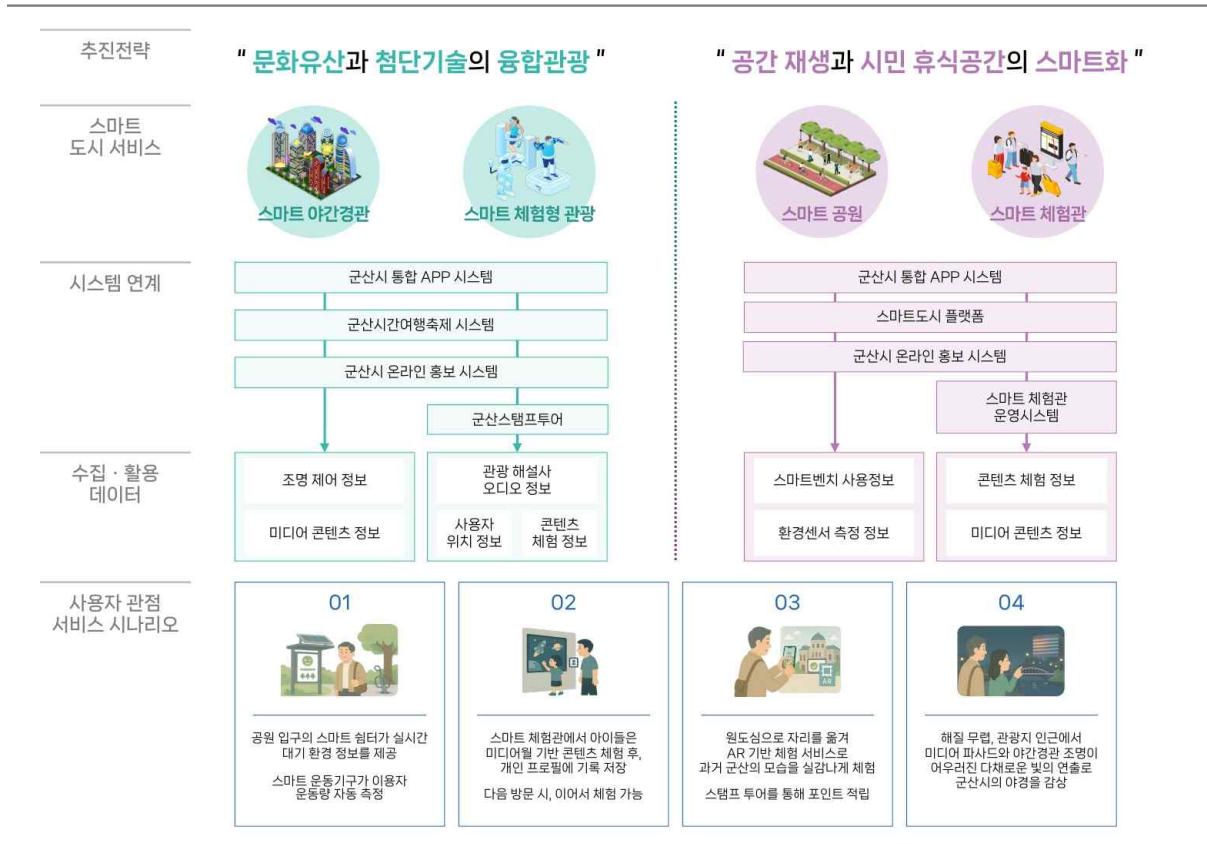 추진전략
" 문화유산과 첨단기술의 융합관광 "
" 공간 재생과 시민 휴식공간의 스마트화 "
스마트
도시 서비스
스마트 야간경관
스마트 체험형 관광
스마트 공원
스마트 체험관
시스템 연계
군산시 통합 APP 시스템
군산시간여행축제 시스템
군산시 온라인 홍보 시스템
군산스탬프투어
군산시 통합 APP 시스템
스마트도시 플랫폼
군산시 온라인 홍보 시스템
스마트 체험관
운영시스템
수집 · 활용
데이터
조명 제어 정보
미디어 콘텐츠 정보
관광 해설사
오디오 정보
사용자
위치 정보
콘텐츠
체험 정보
스마트벤치 사용정보
환경센서 측정 정보
콘텐츠 체험 정보
미디어 콘텐츠 정보
사용자 관점
서비스 시나리오
01
공원 입구의 스마트 쉼터가 실시간
대기 환경 정보를 제공
스마트 운동기구가 이용자
운동량 자동 측정
02
스마트 체험관에서 아이들은
미디어월 기반 콘텐츠 체험 후,
개인 프로필에 기록 저장
다음 방문 시, 이어서 체험 가능
03
AR
원도심으로 자리를 옮겨
AR 기반 체험 서비스로
과거 군산의 모습을 실감나게 체험
스탬프 투어를 통해 포인트 적립
04
해질 무렵, 관광지 인근에서
미디어 파사드와 야간경관 조명이
어우러진 다채로운 빛의 연출로
군산시의 야경을 감상